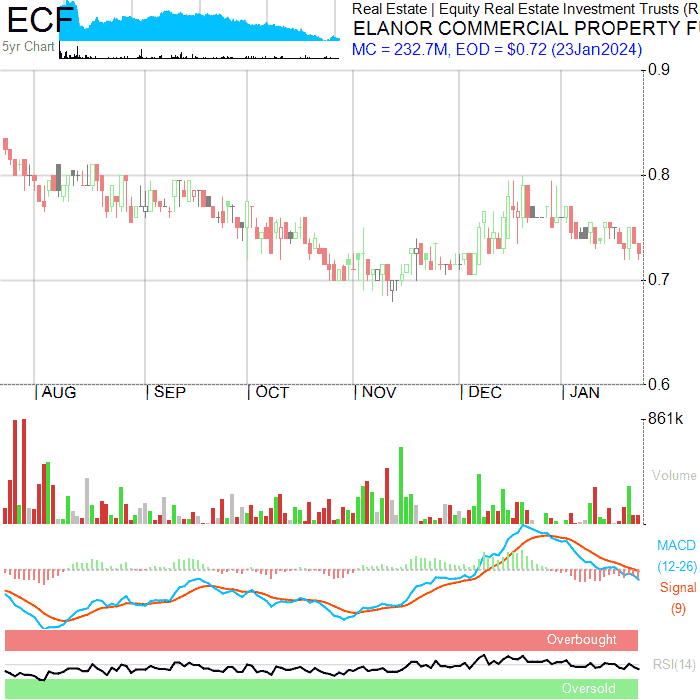 ECF
5yr Chart
Real Estate | Equity Real Estate Investment Trusts (R
ELANOR COMMERCIAL PROPERTY F
MC = 232.7M, EOD = $0.72 (23Jan2024)
0.9
0.8
0.7
0.6
| AUG | SEP | OCT | NOV | DEC | JAN
861k
Volume
MACD
(12-26)
Signal
(9)
Overbought
RSI(14)
Oversold